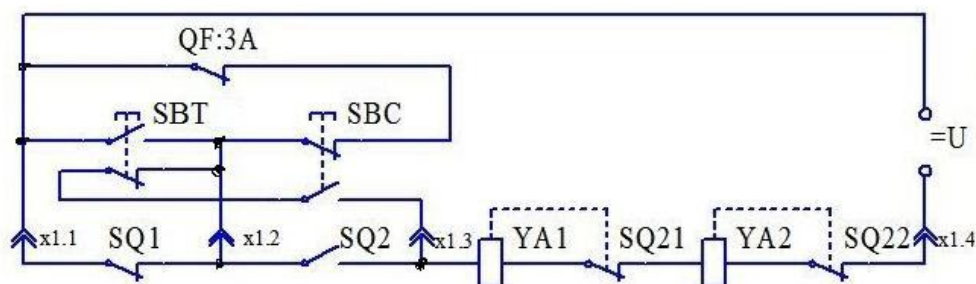 QF:3A
SBT SBC
=U
x1.1 SQ1 x1.2 SQ2 x1.3 YA1 SQ21 YA2 SQ22 x1.4